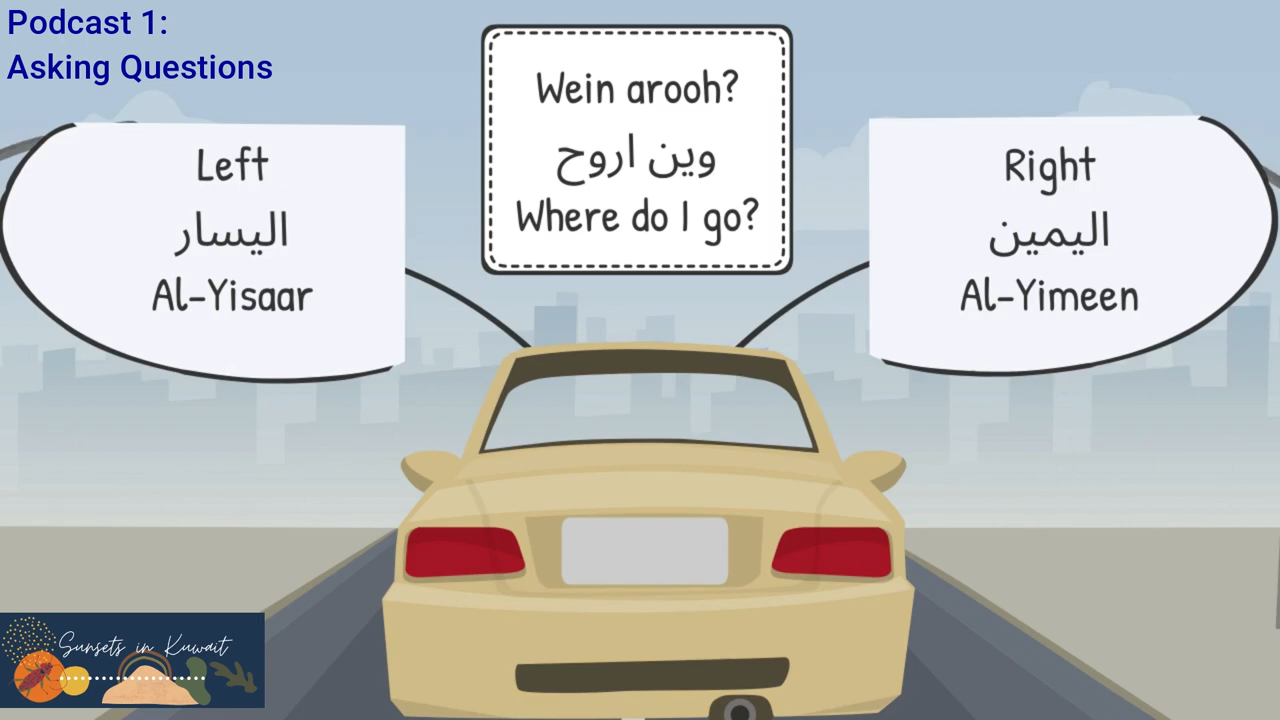 Podcast 1:
Asking Questions
Wein arooh?
وين اروح
Where do I go?
Left
اليسار
Al-Yisaar
Right
اليمين
Al-Yimeen
Sunsets in Kuwait